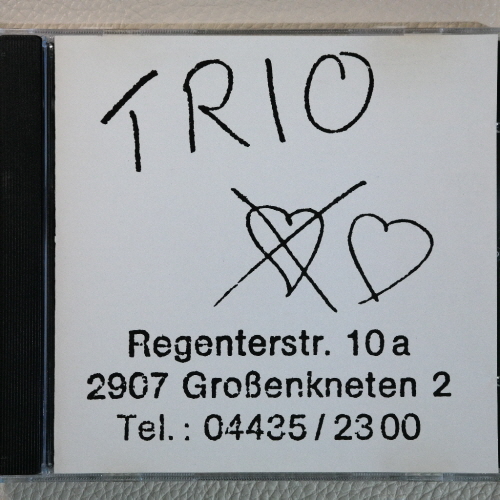 TRIO
Regenterstr. 10 a
2907 Großenkneten 2
Tel.: 04435/2300